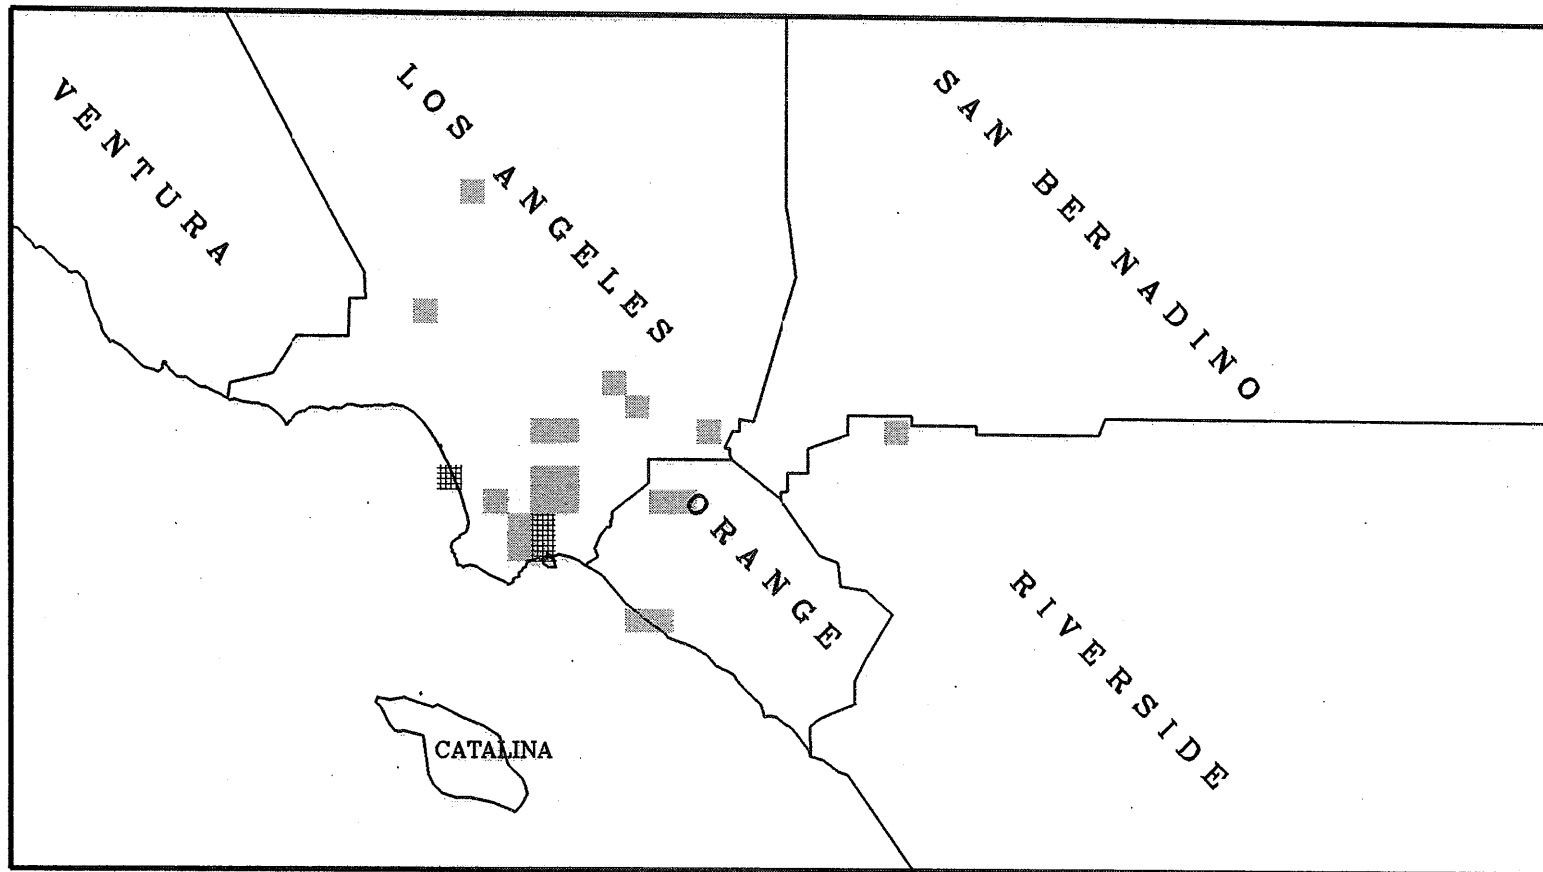 VENTURA
LOS ANGELES
SAN BERNADINO
ORANGE
RIVERSIDE
CATALINA